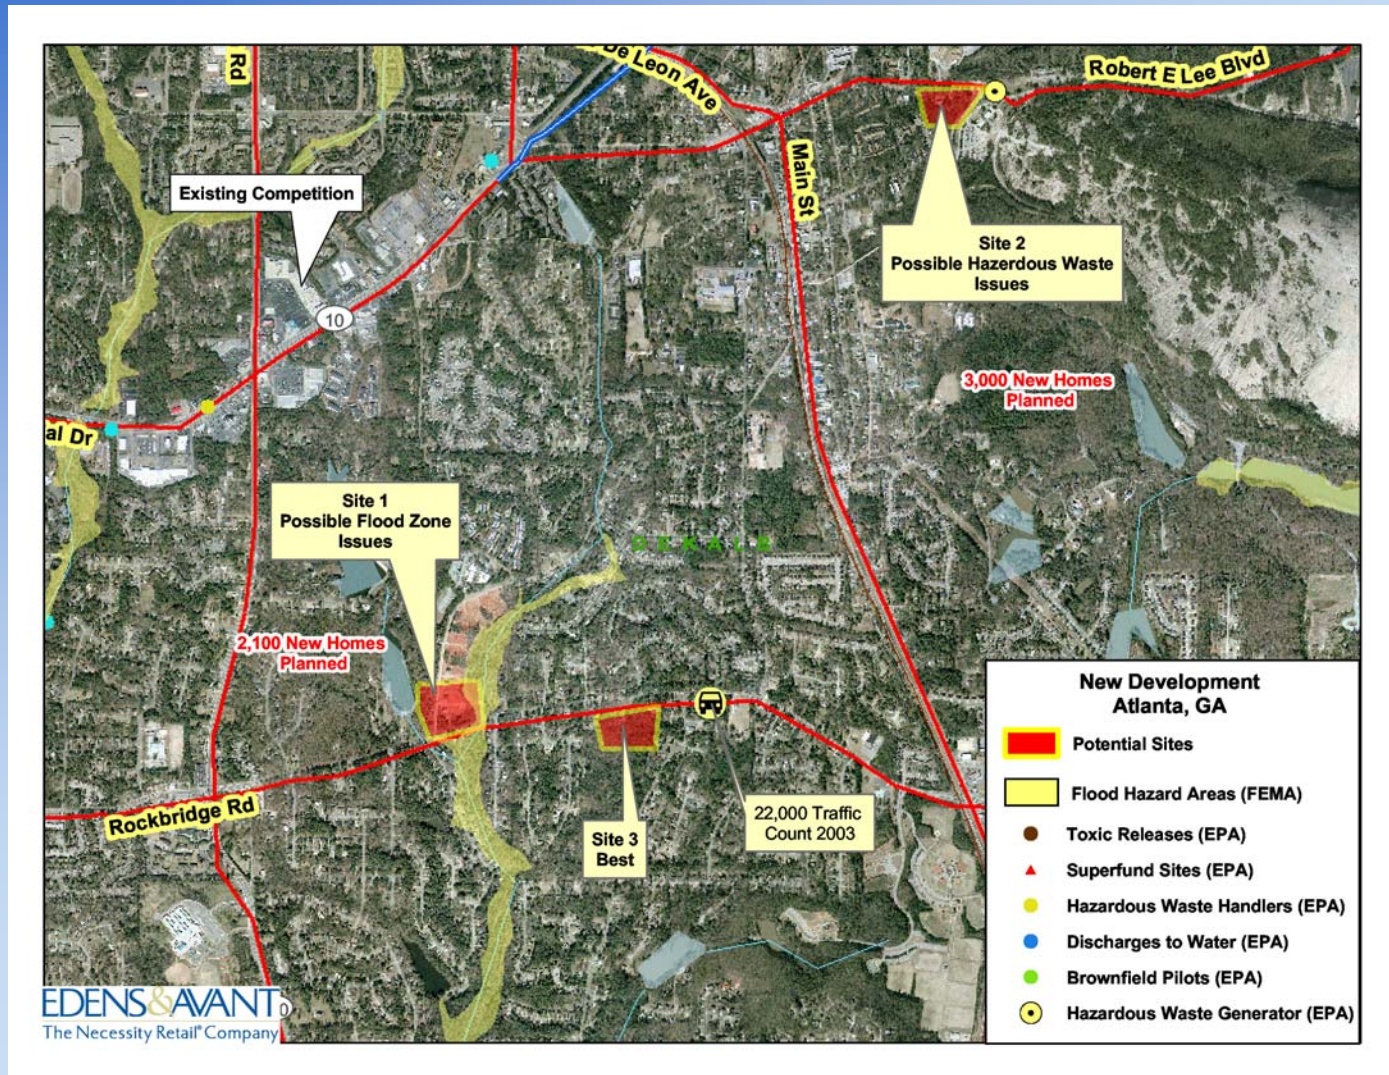 Rd
De Leon Ave
Robert E Lee Blvd
Main St
Existing Competition
10
Site 2
Possible Hazerdous Waste
Issues
3,000 New Homes
Planned
al Dr
Site 1
Possible Flood Zone
Issues
DEKALB
2,100 New Homes
Planned
Rockbridge Rd
Site 3
Best
22,000 Traffic
Count 2003
New Development
Atlanta, GA
Potential Sites
Flood Hazard Areas (FEMA)
Toxic Releases (EPA)
Superfund Sites (EPA)
Hazardous Waste Handlers (EPA)
Discharges to Water (EPA)
Brownfield Pilots (EPA)
Hazardous Waste Generator (EPA)
EDENS&AVANT
The Necessity Retail® Company